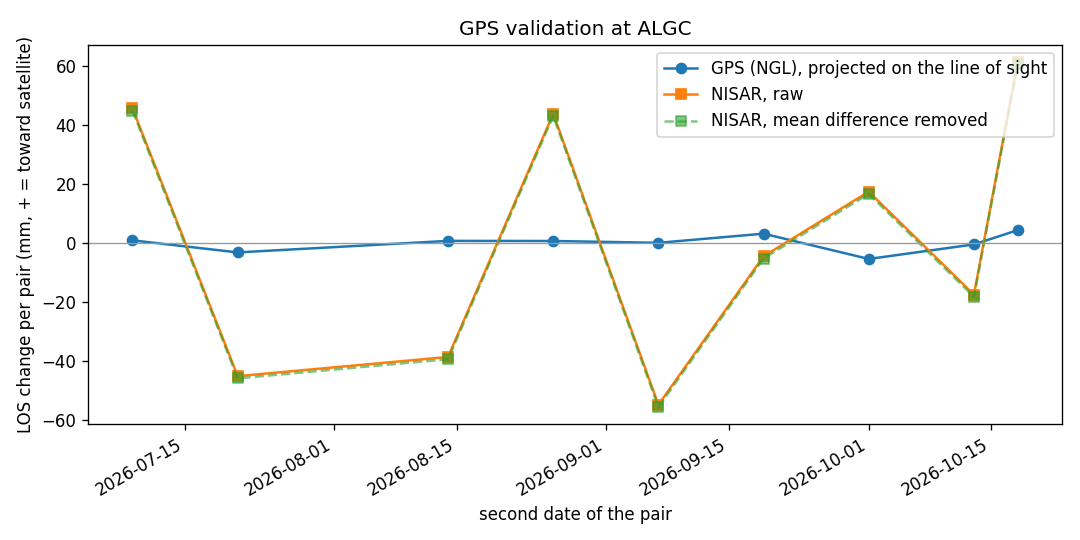 GPS validation at ALGC
GPS (NGL), projected on the line of sight
NISAR, raw
NISAR, mean difference removed
LOS change per pair (mm, + = toward satellite)
60
40
20
0
−20
−40
−60
2026-07-15
2026-08-01
2026-08-15
2026-09-01
2026-09-15
2026-10-01
2026-10-15
second date of the pair